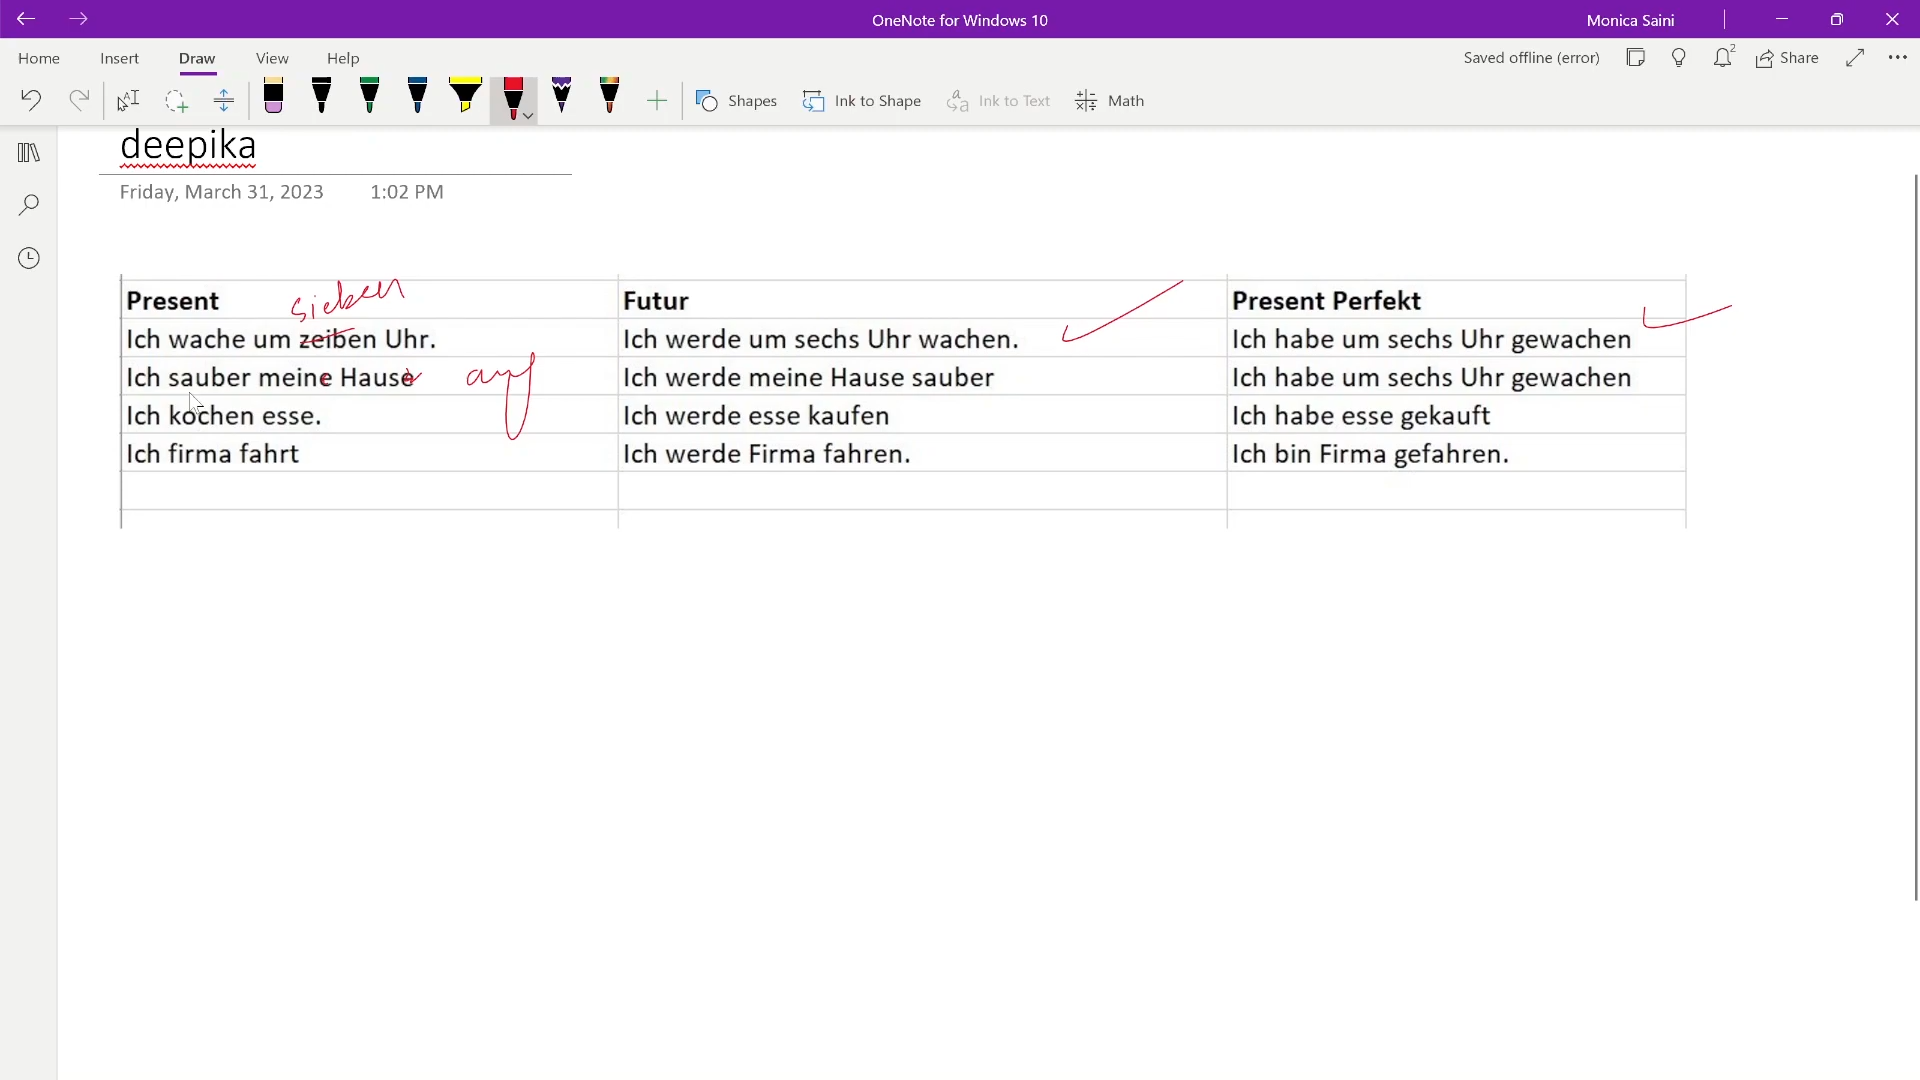 OneNote for Windows 10
Monica Saini
Home Insert Draw View Help
Saved offline (error) 2 Share
Shapes Ink to Shape Ink to Text Math
deepika
Friday, March 31, 2023 1:02 PM
sieben
Present Futur Present Perfekt
Ich wache um zeiben Uhr. Ich werde um sechs Uhr wachen. Ich habe um sechs Uhr gewachen
Ich sauber meine Hause auf Ich werde meine Hause sauber Ich habe um sechs Uhr gewachen
Ich kochen esse. Ich werde esse kaufen Ich habe esse gekauft
Ich firma fahrt Ich werde Firma fahren. Ich bin Firma gefahren.